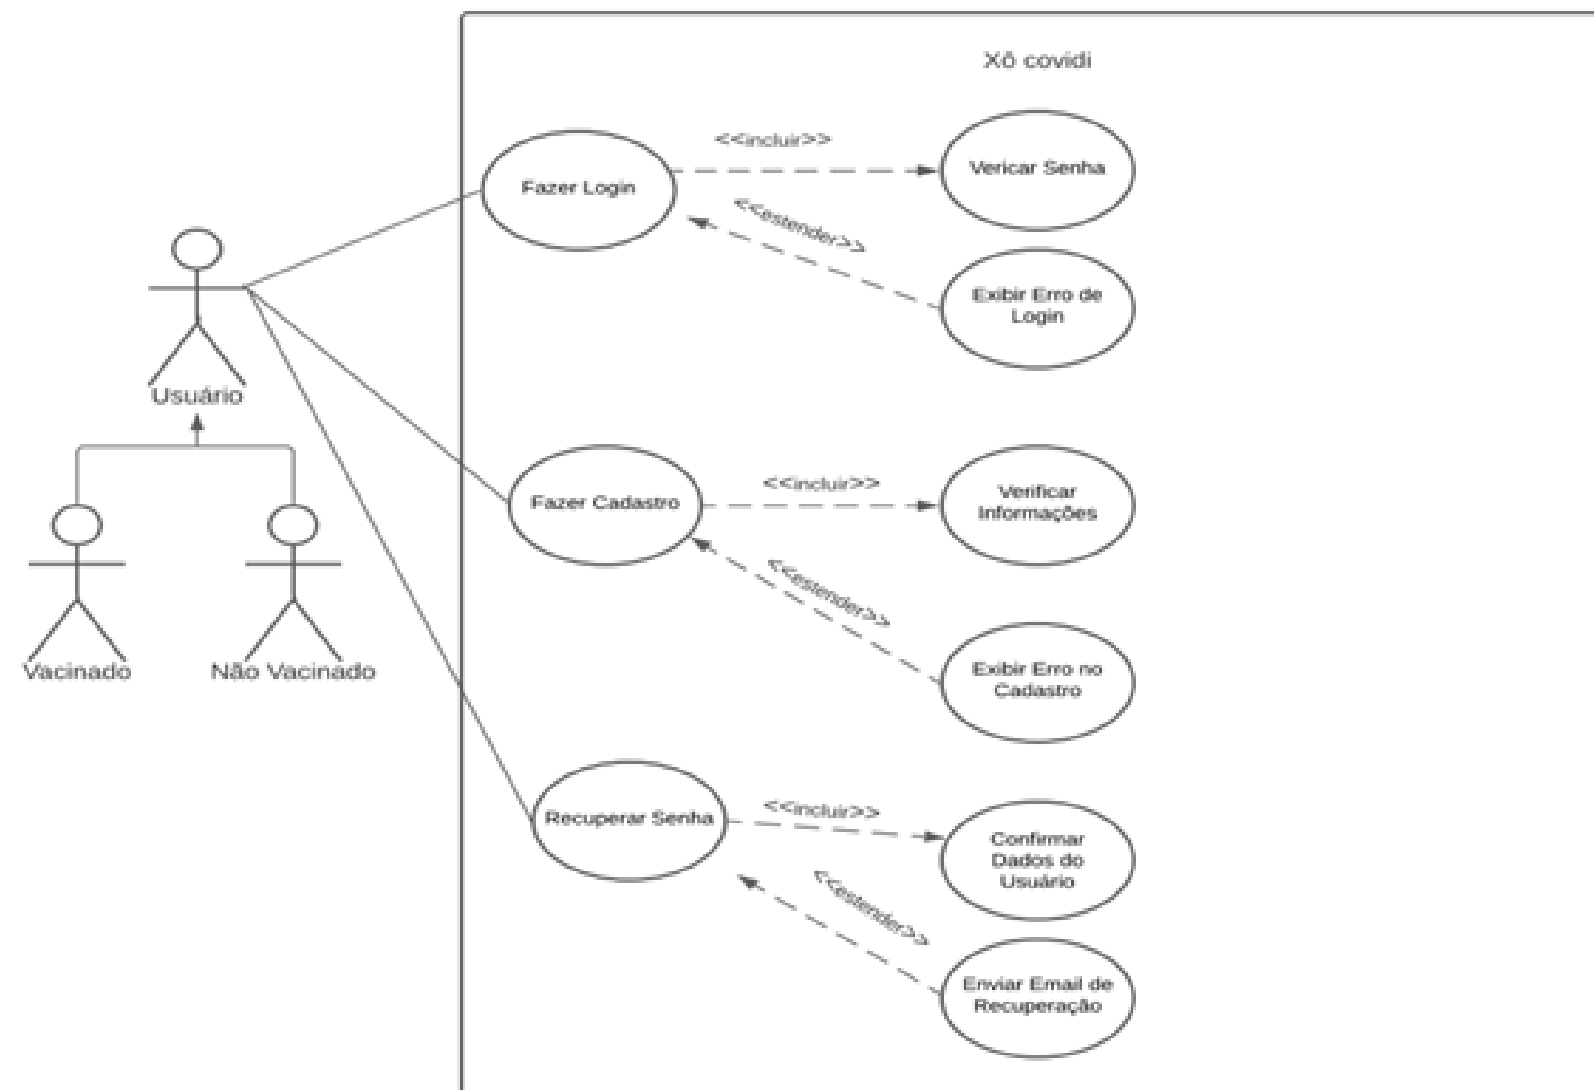 Xô covidi
<<incluir>>
Fazer Login
Vericar Senha
<<estender>>
Exibir Erro de
Login
Usuário
<<incluir>>
Fazer Cadastro
Verificar
Informações
<<estender>>
Vacinado
Não Vacinado
Exibir Erro no
Cadastro
<<incluir>>
Recuperar Senha
Confirmar
Dados do
Usuário
<<estender>>
Enviar Email de
Recuperação